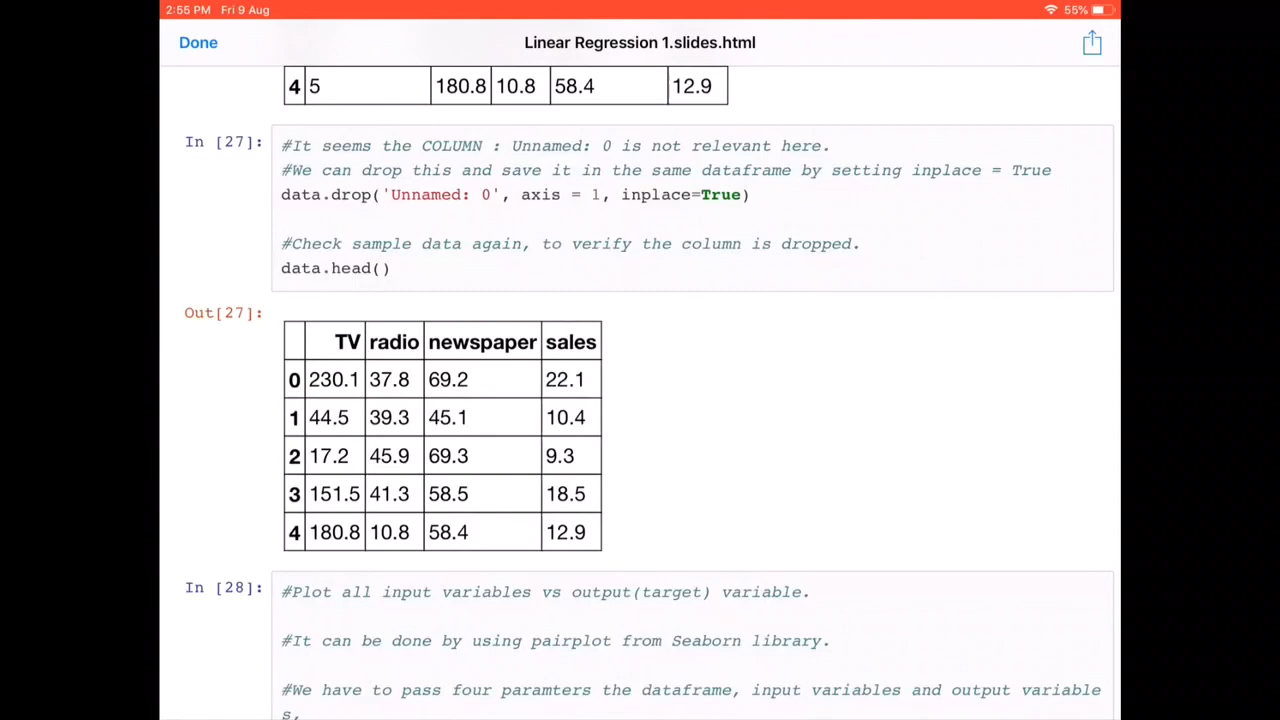 2:55 PM Fri 9 Aug 55%
Done Linear Regression 1.slides.html
4 5 180.8 10.8 58.4 12.9
In [27]: #It seems the COLUMN : Unnamed: 0 is not relevant here.
#We can drop this and save it in the same dataframe by setting inplace = True
data.drop('Unnamed: 0', axis = 1, inplace=True)
#Check sample data again, to verify the column is dropped.
data.head()
Out[27]:
TV radio newspaper sales
0 230.1 37.8 69.2 22.1
1 44.5 39.3 45.1 10.4
2 17.2 45.9 69.3 9.3
3 151.5 41.3 58.5 18.5
4 180.8 10.8 58.4 12.9
In [28]: #Plot all input variables vs output(target) variable.
#It can be done by using pairplot from Seaborn library.
#We have to pass four paramters the dataframe, input variables and output variable
s,